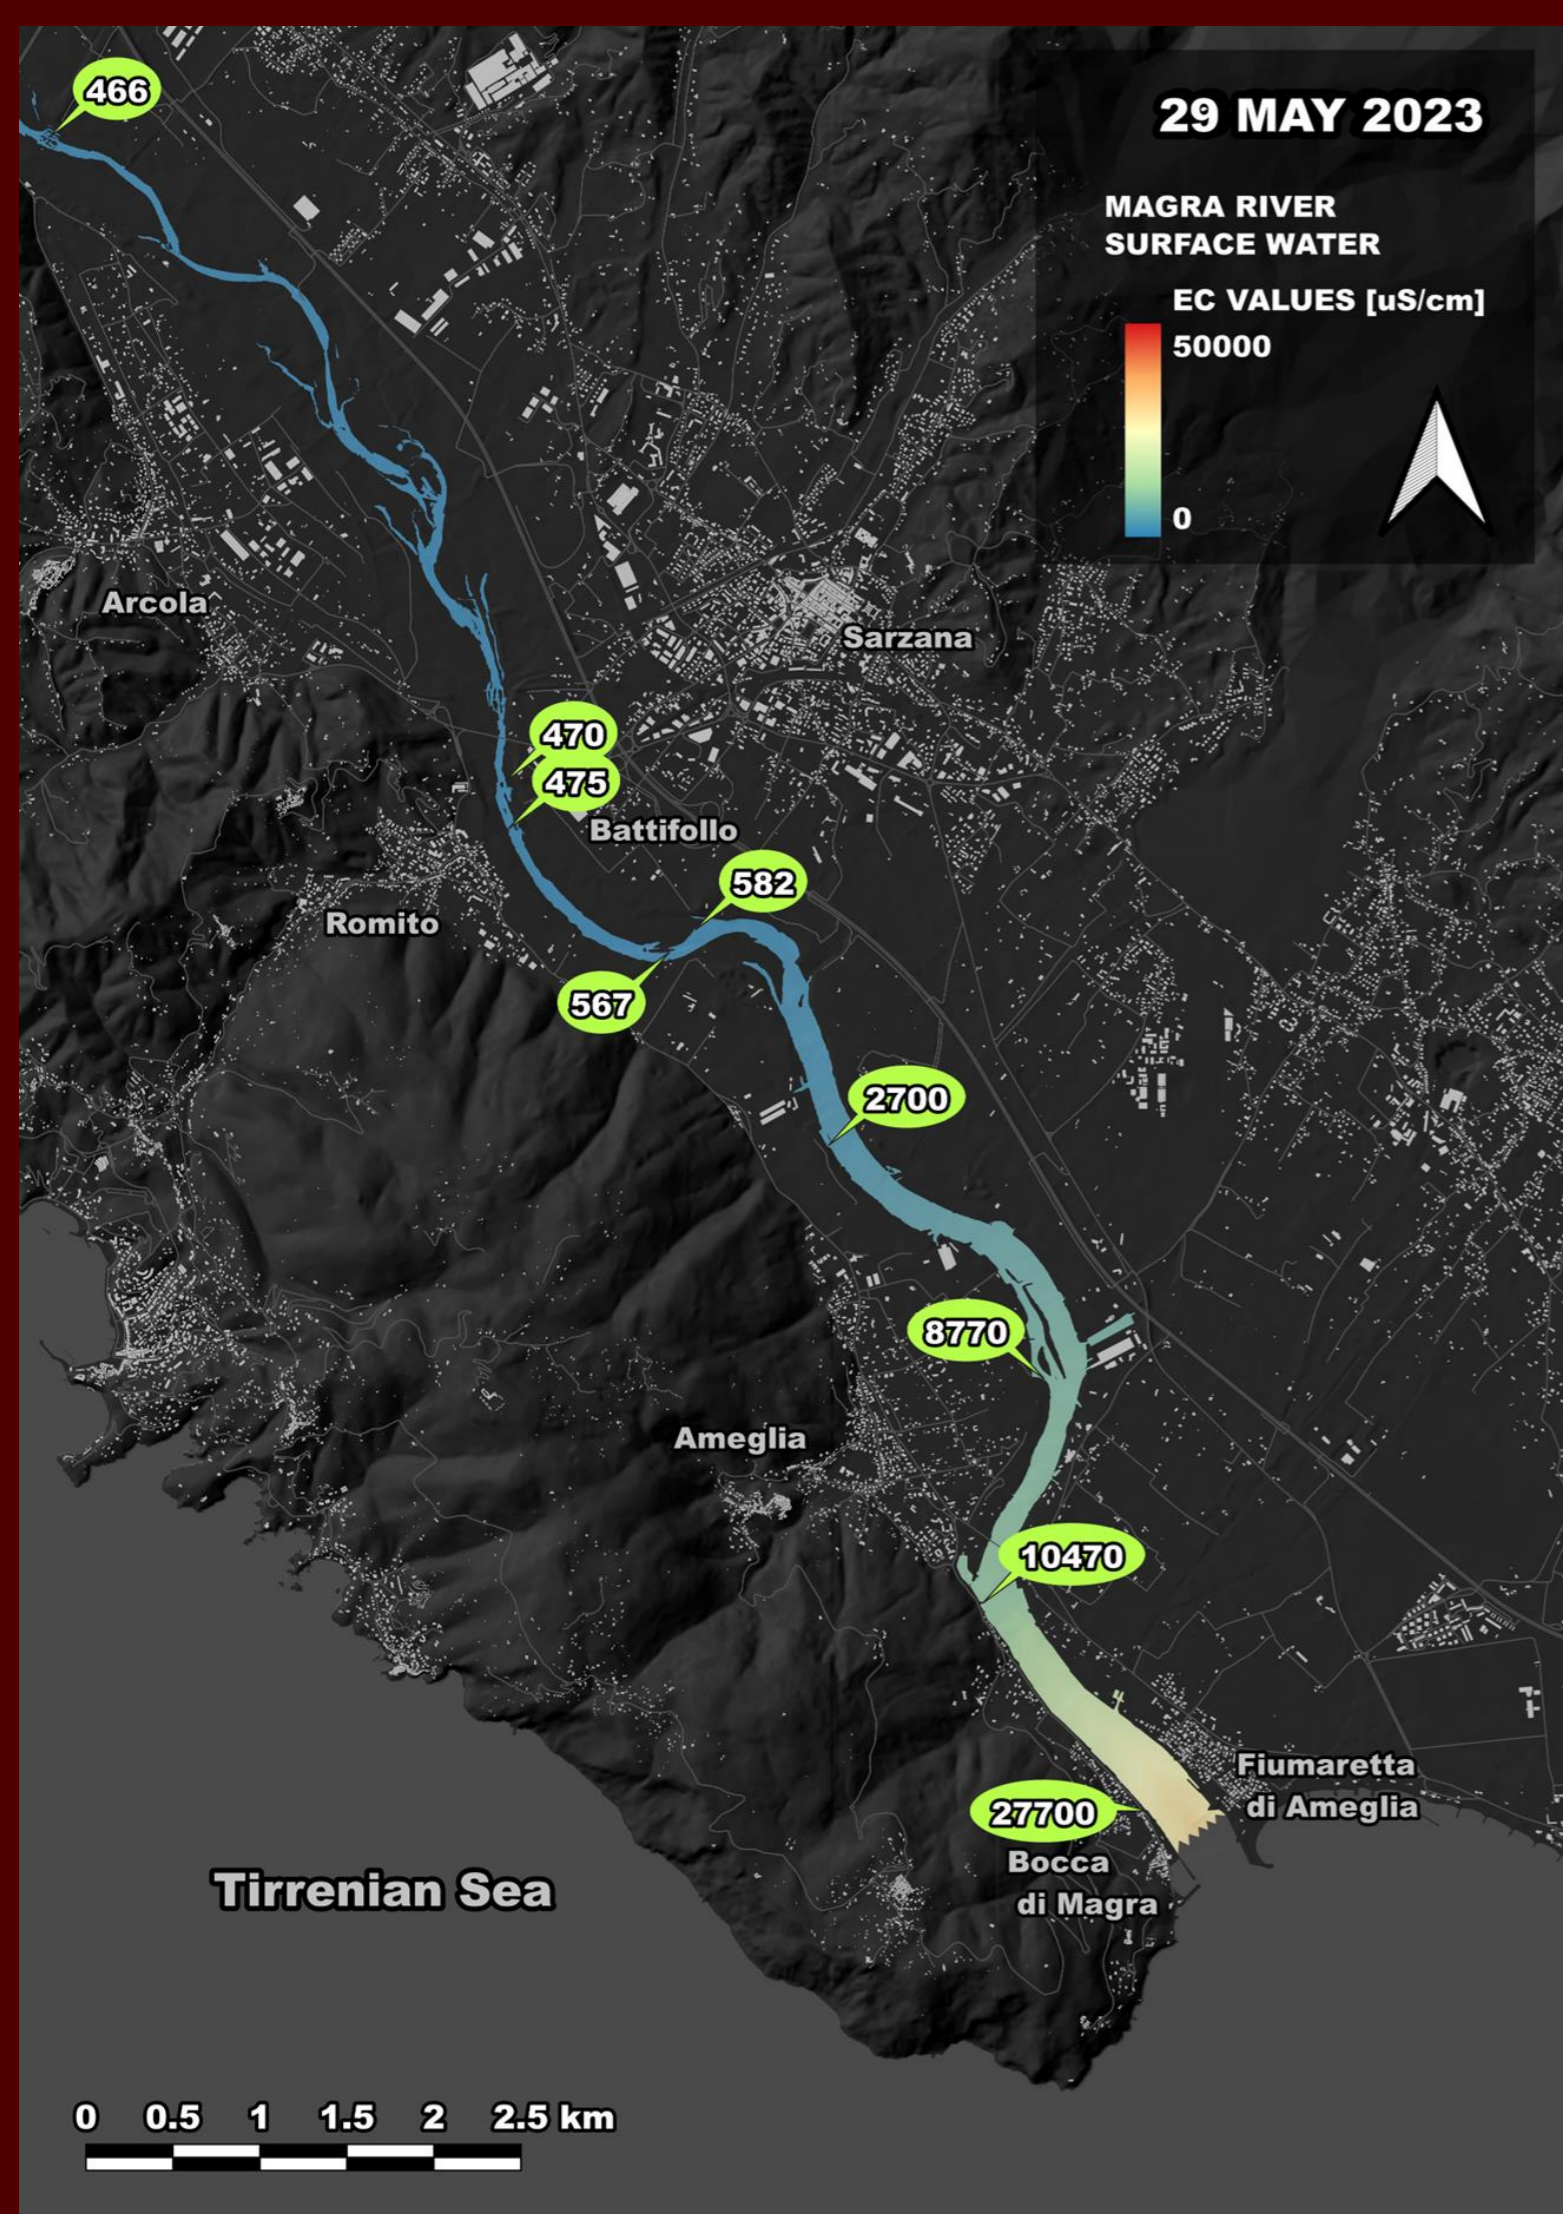 466
29 MAY 2023
MAGRA RIVER
SURFACE WATER
EC VALUES [uS/cm]
50000
0
Arcola
Sarzana
470
475
Battifollo
582
Romito
567
2700
8770
Ameglia
10470
Fiumaretta
di Ameglia
27700
Bocca
di Magra
Tirrenian Sea
0 0.5 1 1.5 2 2.5 km